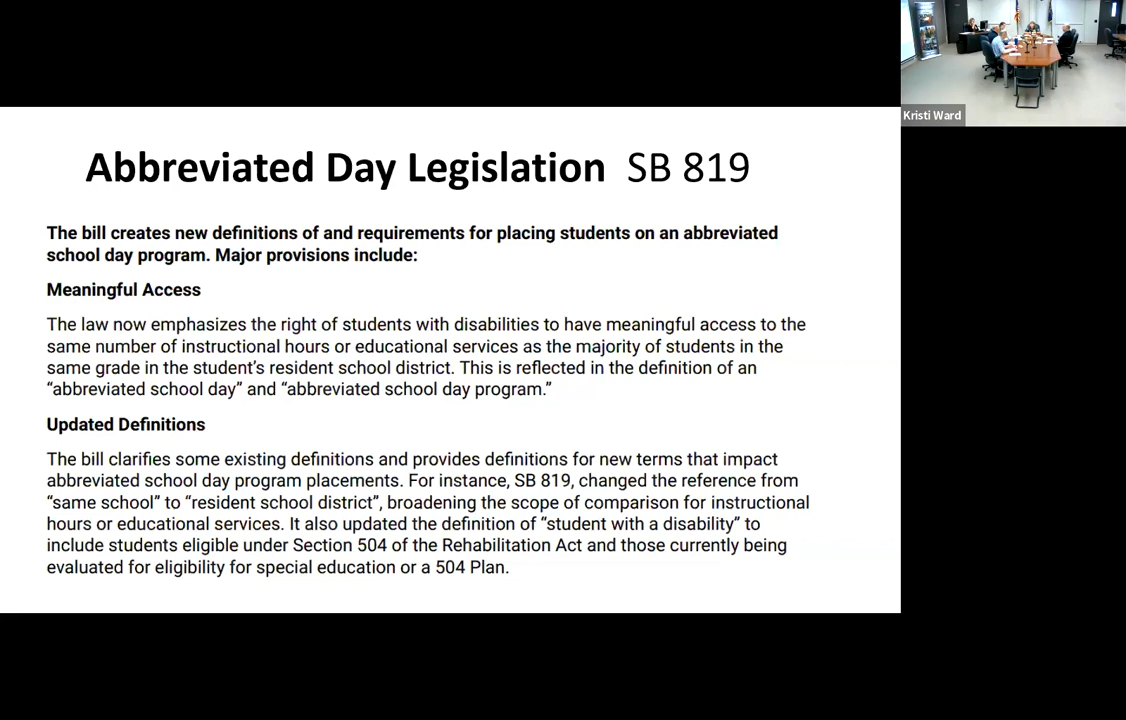 Kristi Ward
Abbreviated Day Legislation SB 819
The bill creates new definitions of and requirements for placing students on an abbreviated
school day program. Major provisions include:
Meaningful Access
The law now emphasizes the right of students with disabilities to have meaningful access to the
same number of instructional hours or educational services as the majority of students in the
same grade in the student’s resident school district. This is reflected in the definition of an
“abbreviated school day” and “abbreviated school day program.”
Updated Definitions
The bill clarifies some existing definitions and provides definitions for new terms that impact
abbreviated school day program placements. For instance, SB 819, changed the reference from
“same school” to “resident school district”, broadening the scope of comparison for instructional
hours or educational services. It also updated the definition of “student with a disability” to
include students eligible under Section 504 of the Rehabilitation Act and those currently being
evaluated for eligibility for special education or a 504 Plan.